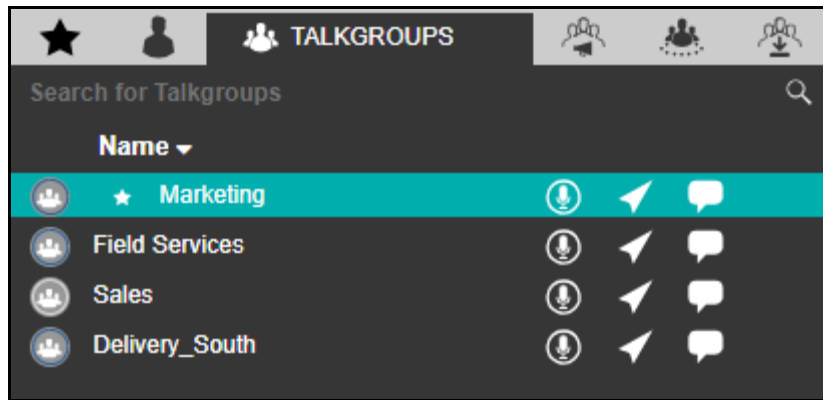 TALKGROUPS
Search for Talkgroups
Name
Marketing
Field Services
Sales
Delivery_South